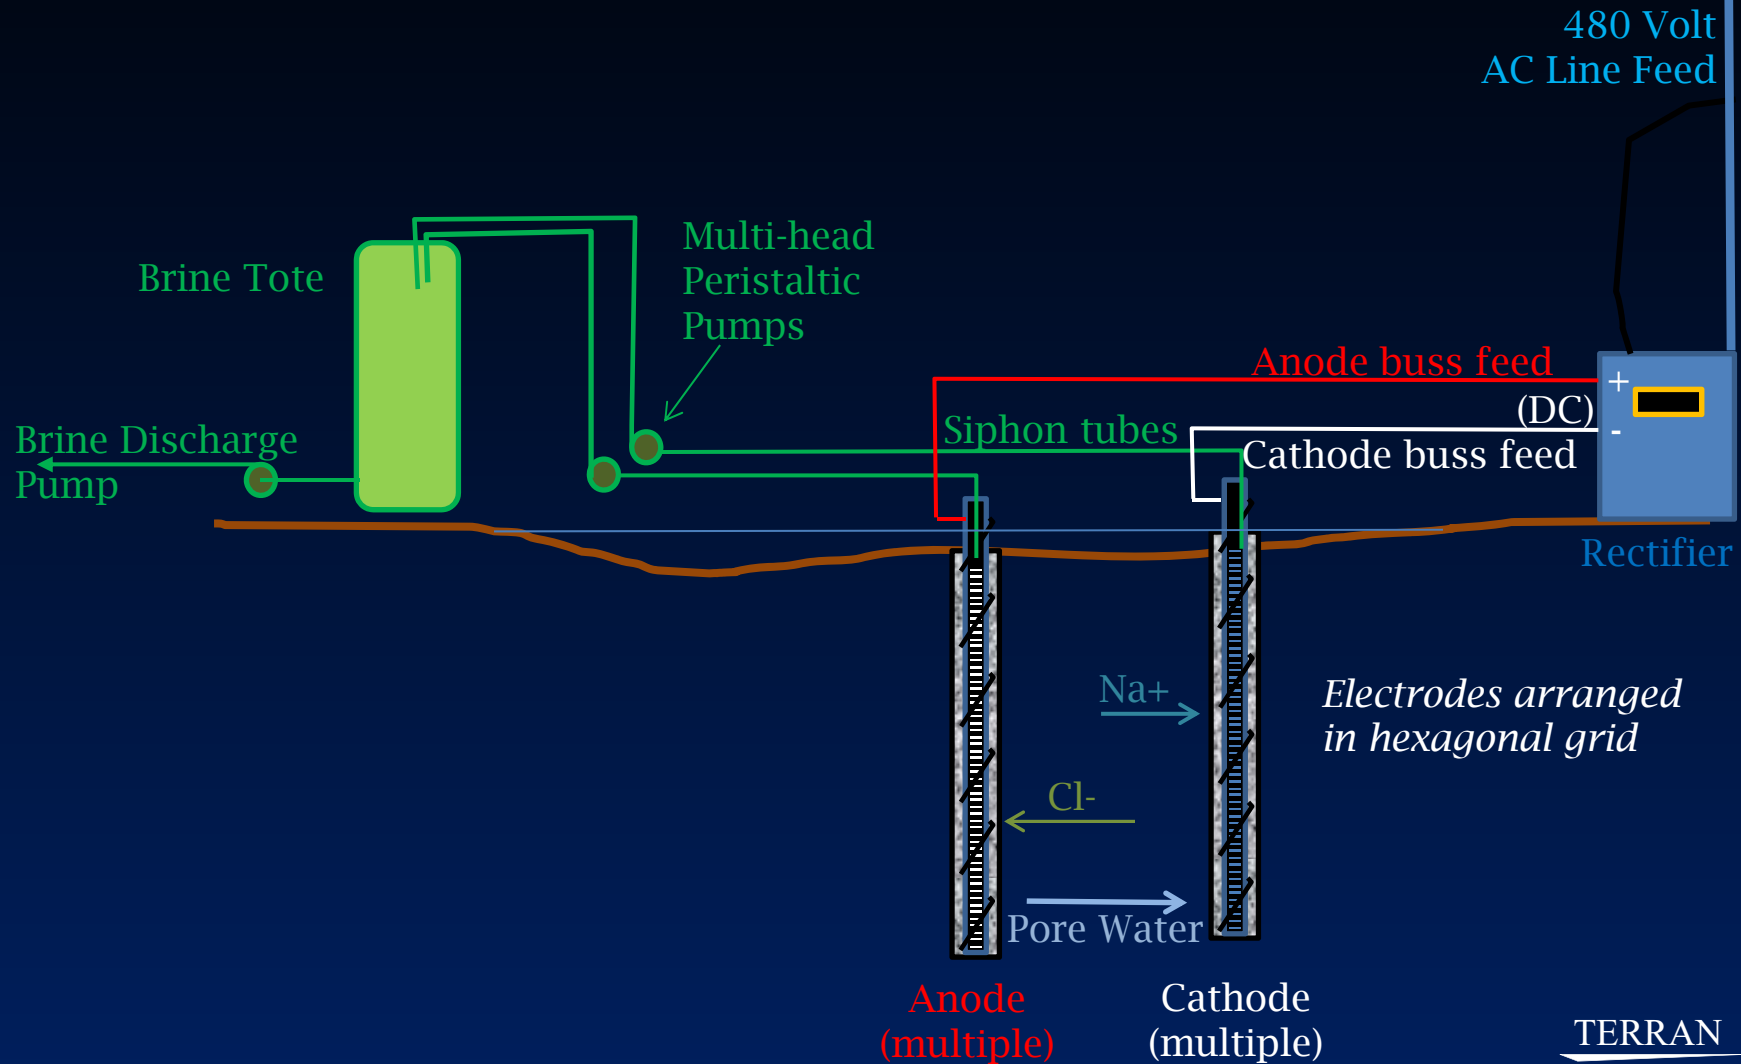 480 Volt
AC Line Feed
Multi-head
Peristaltic
Pumps
Brine Tote
Anode buss feed
+
(DC)
-
Siphon tubes
Cathode buss feed
Brine Discharge
Pump
Rectifier
Na+
Electrodes arranged
in hexagonal grid
Cl-
Pore Water
Anode
(multiple)
Cathode
(multiple)
TERRAN